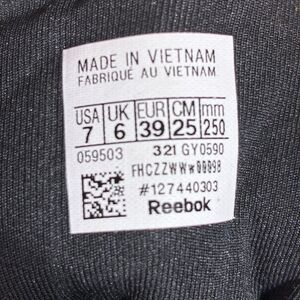 MADE IN VIETNAM
FABRIQUÉ AU VIETNAM
USA UK EUR CM mm
7 6 39 25 250
059503 321 GY0590
FHCZZWWw00098
#127440303
Reebok